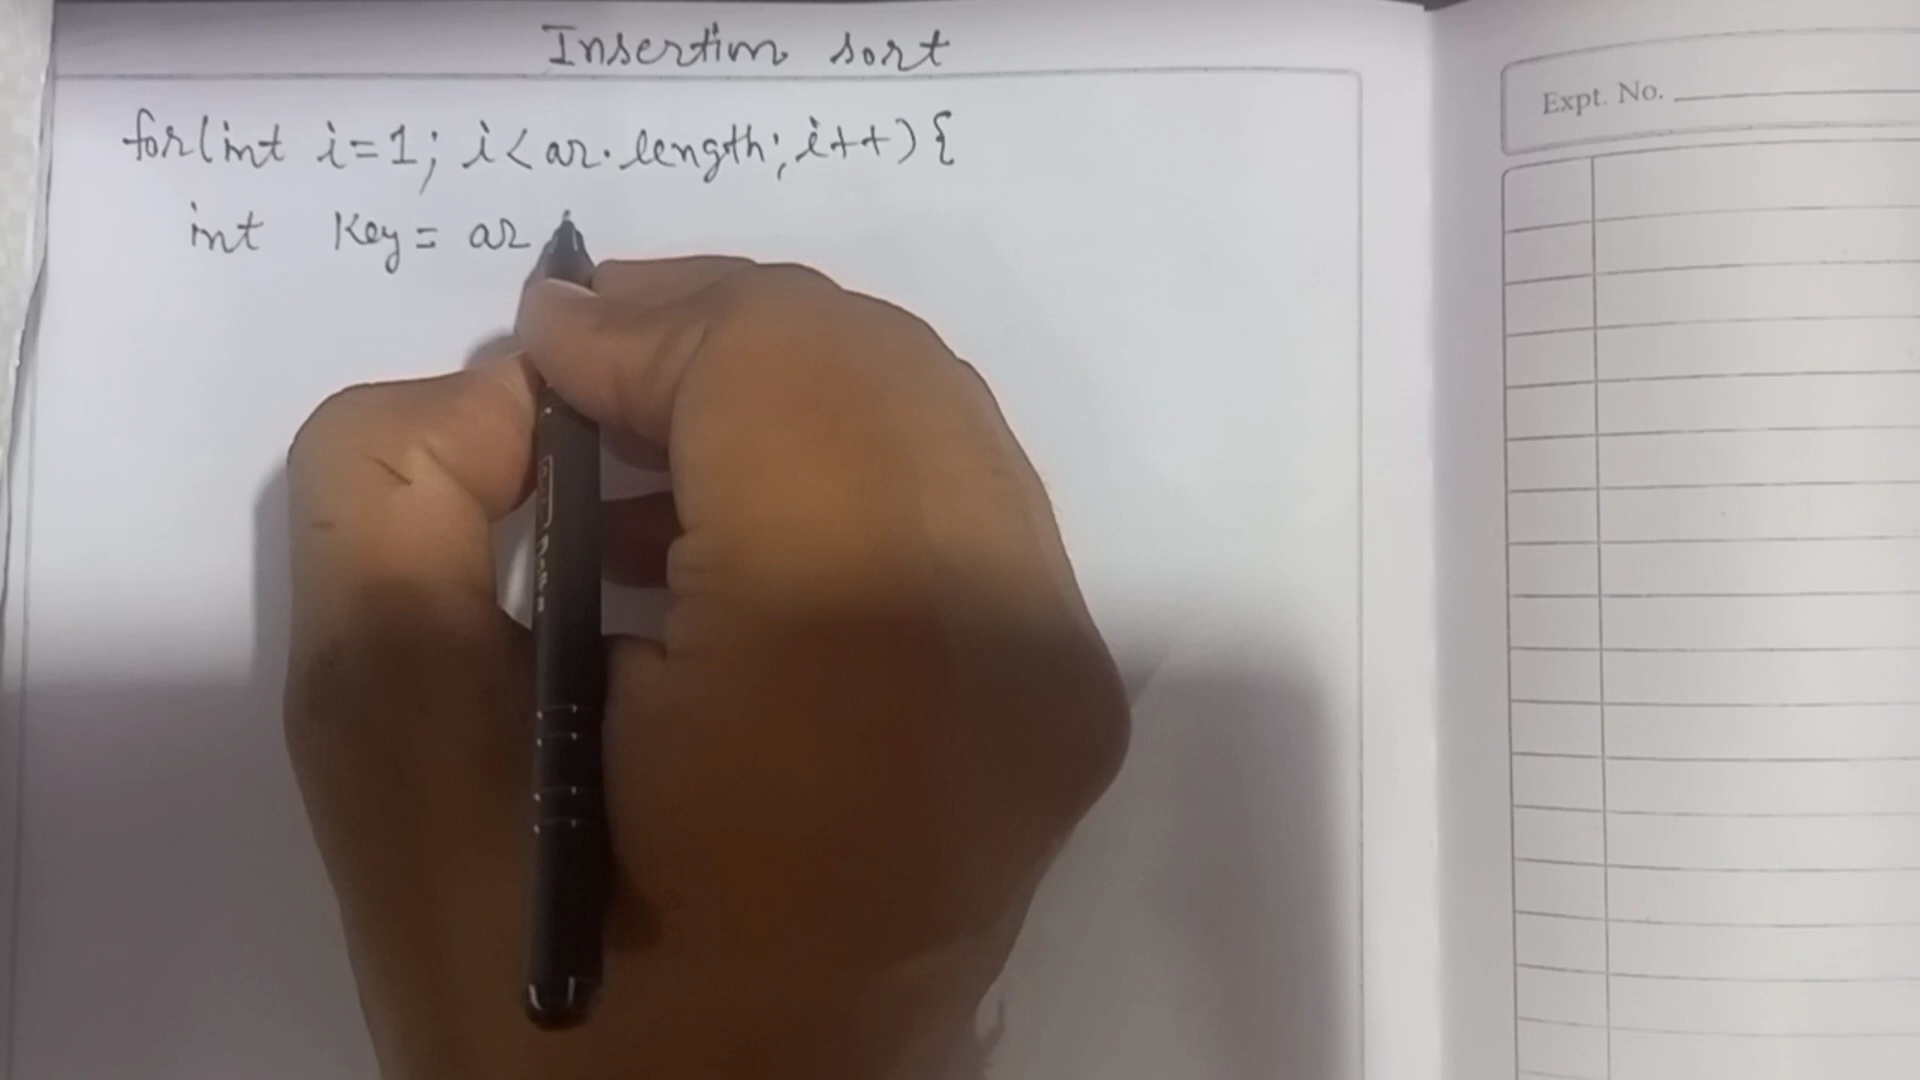 Insertion sort
for(int i=1; i<ar.length; i++){
int Key= ar
Expt. No.